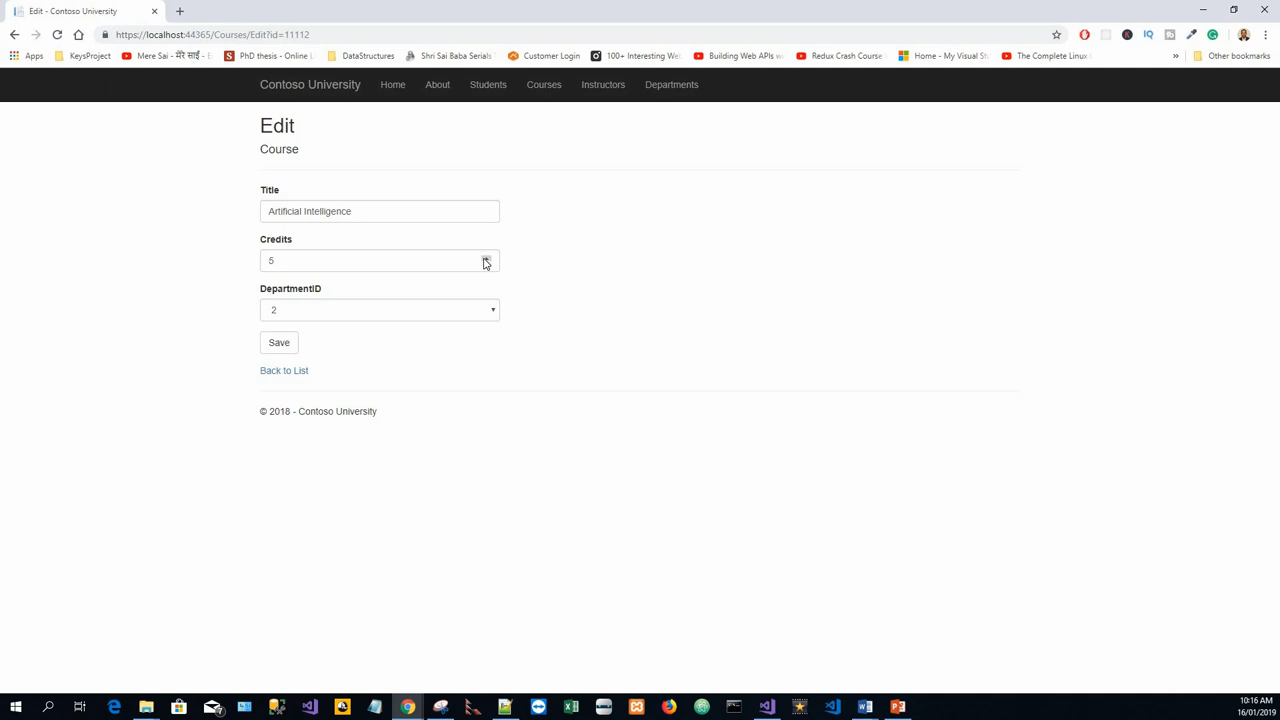 Edit - Contoso University
https://localhost:44365/Courses/Edit?id=11112
Apps KeysProject Mere Sai - मेरे साईं - E PhD thesis - Online L DataStructures Shri Sai Baba Serials Customer Login 100+ Interesting We Building Web APIs w Redux Crash Course Home - My Visual St The Complete Linux Other bookmarks
Contoso University Home About Students Courses Instructors Departments
Edit
Course
Title
Artificial Intelligence
Credits
5
DepartmentID
2
Save
Back to List
© 2018 - Contoso University
10:16 AM
16/01/2019